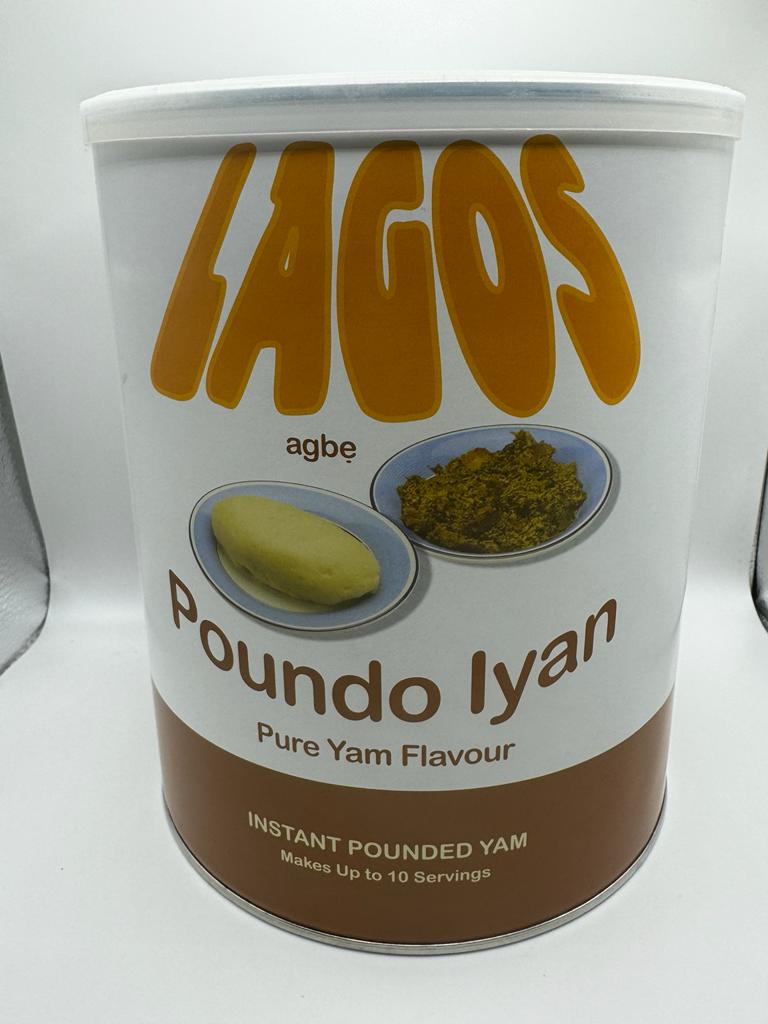 LAGOS
agbẹ
Poundo Iyan
Pure Yam Flavour
INSTANT POUNDED YAM
Makes Up to 10 Servings